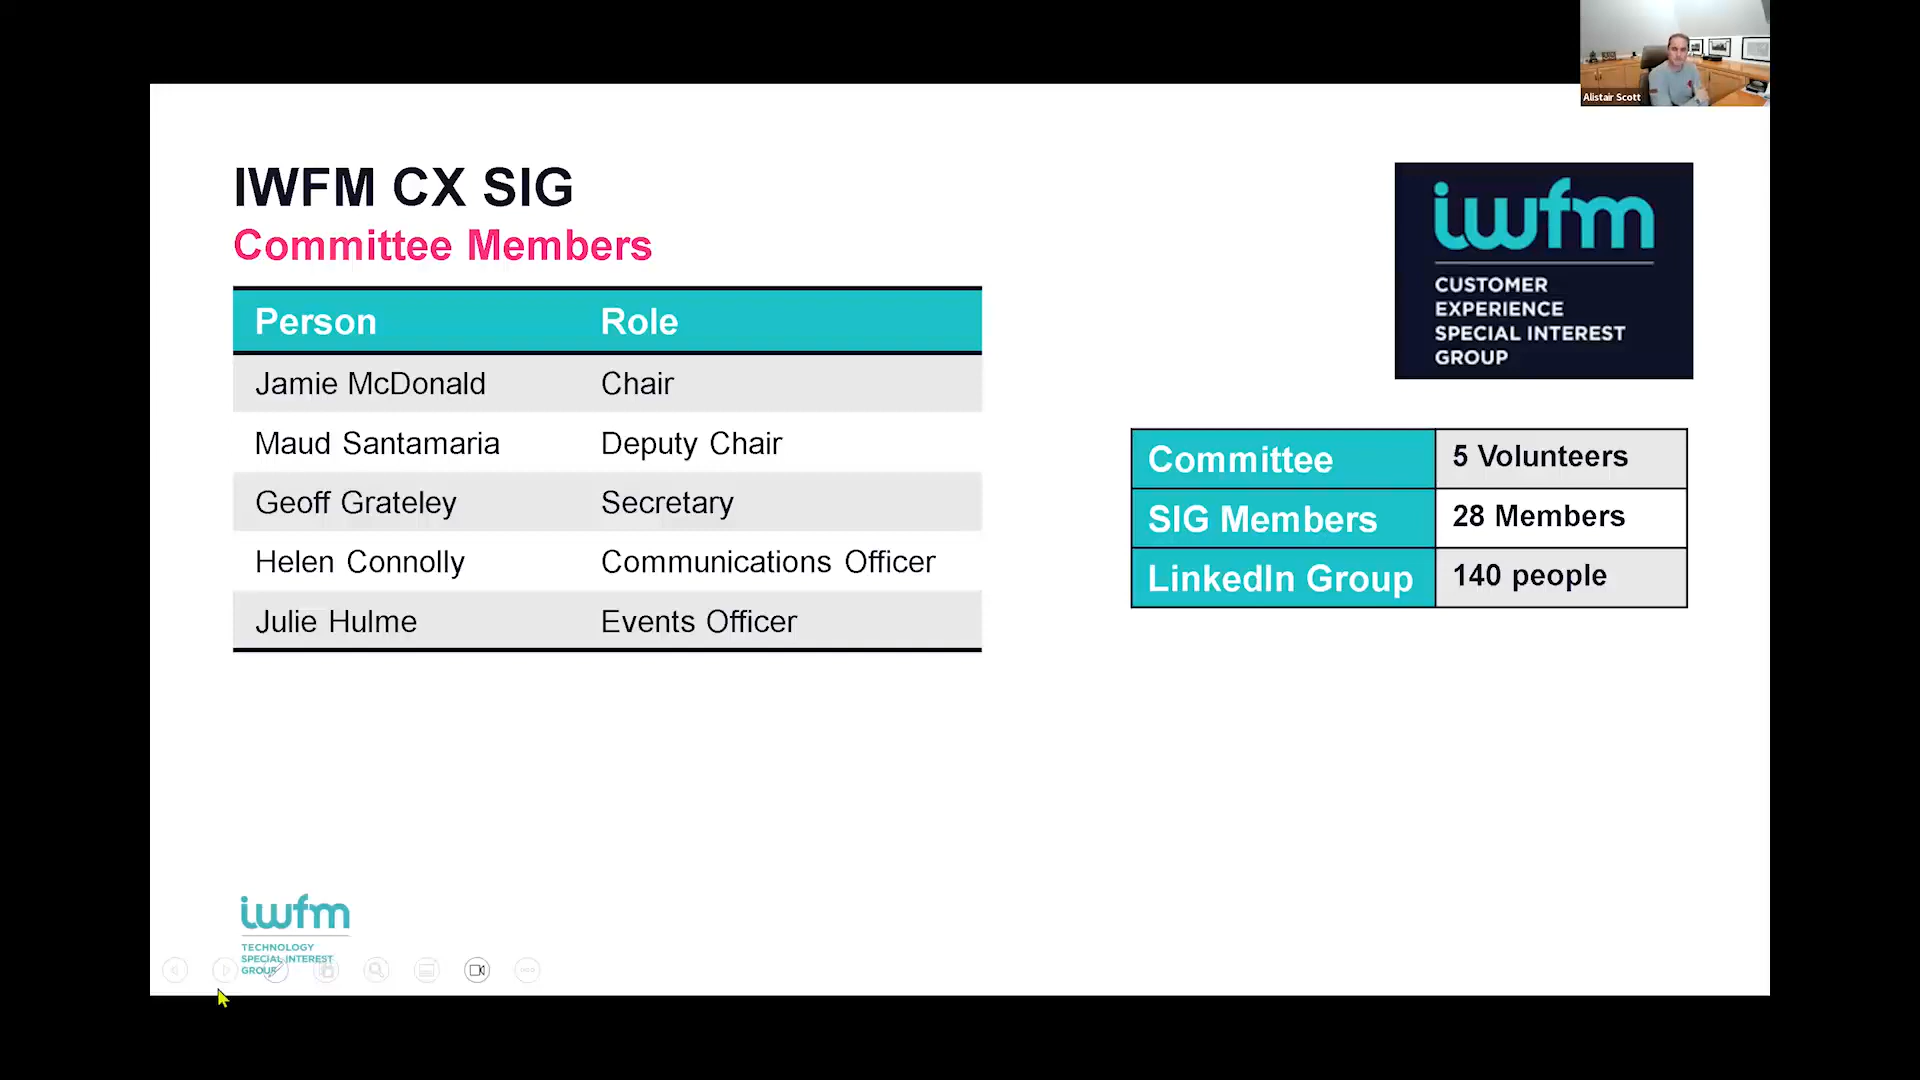 Alistair Scott
IWFM CX SIG
Committee Members
Person Role
Jamie McDonald Chair
Maud Santamaria Deputy Chair
Geoff Grateley Secretary
Helen Connolly Communications Officer
Julie Hulme Events Officer
iwfm
CUSTOMER
EXPERIENCE
SPECIAL INTEREST
GROUP
Committee 5 Volunteers
SIG Members 28 Members
LinkedIn Group 140 people
iwfm
TECHNOLOGY
SPECIAL INTEREST
GROUP